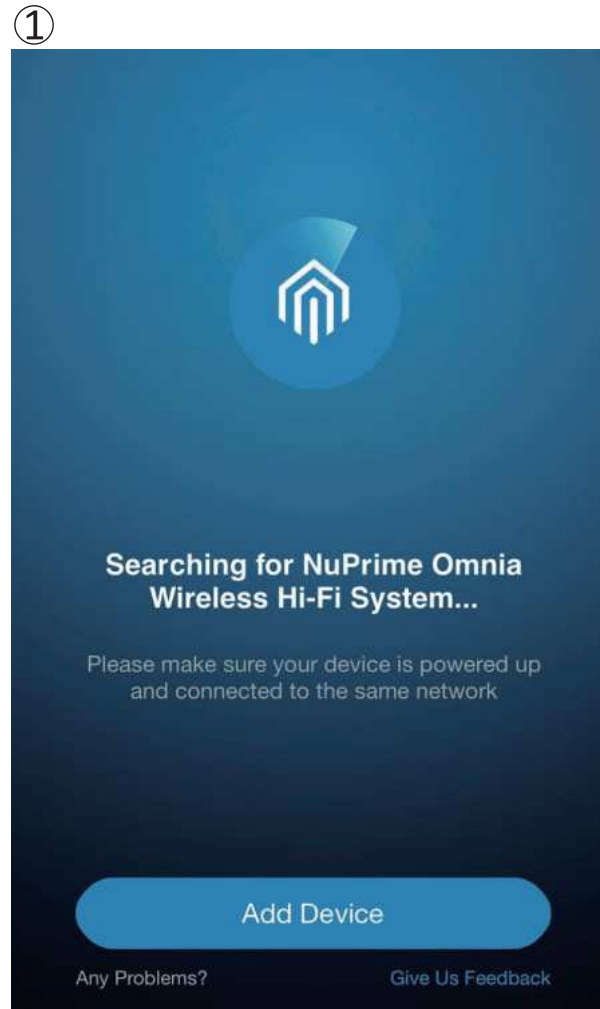 ①
Searching for NuPrime Omnia
Wireless Hi-Fi System...
Please make sure your device is powered up
and connected to the same network
Add Device
Any Problems? Give Us Feedback